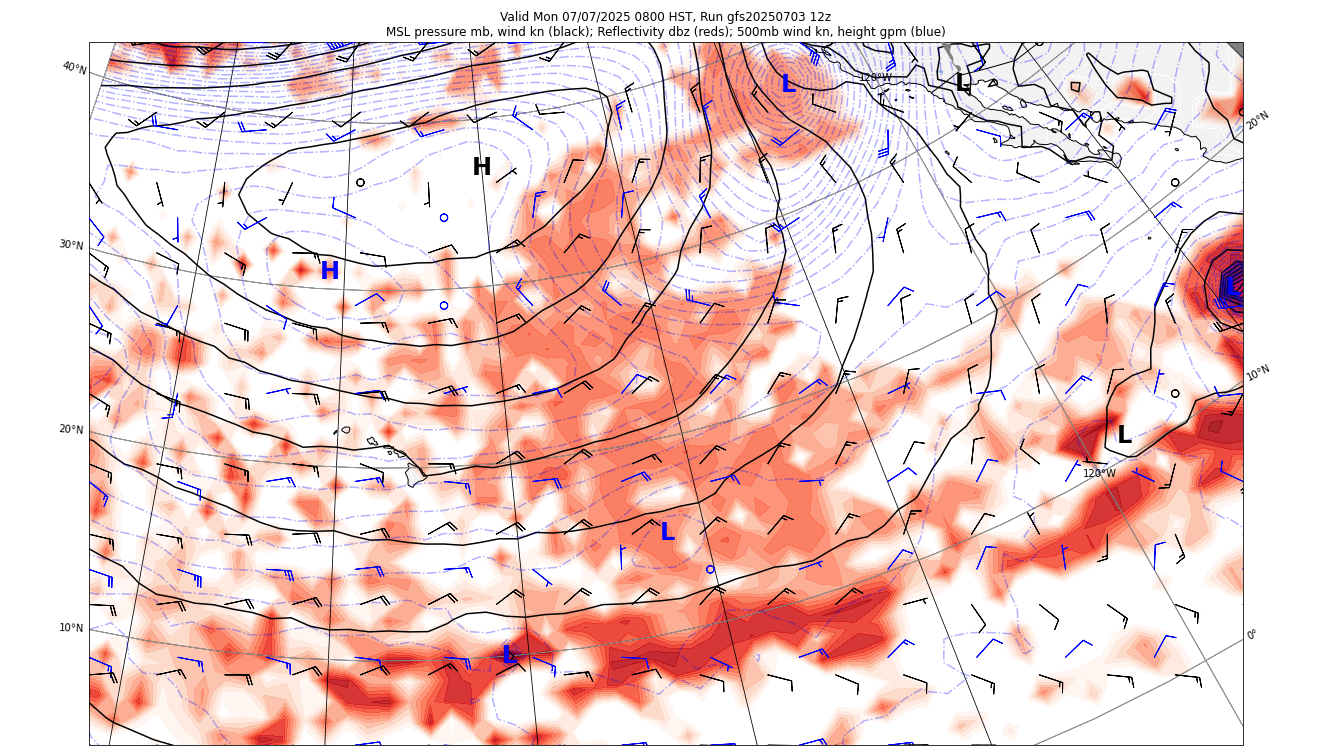 Valid Mon 07/07/2025 0800 HST, Run gfs20250703 12z
MSL pressure mb, wind kn (black); Reflectivity dbz (reds); 500mb wind kn, height gpm (blue)
40°N
L
120°W
L
20°N
H
30°N
H
L
10°N
20°N
L
120°W
L
10°N
0°
L